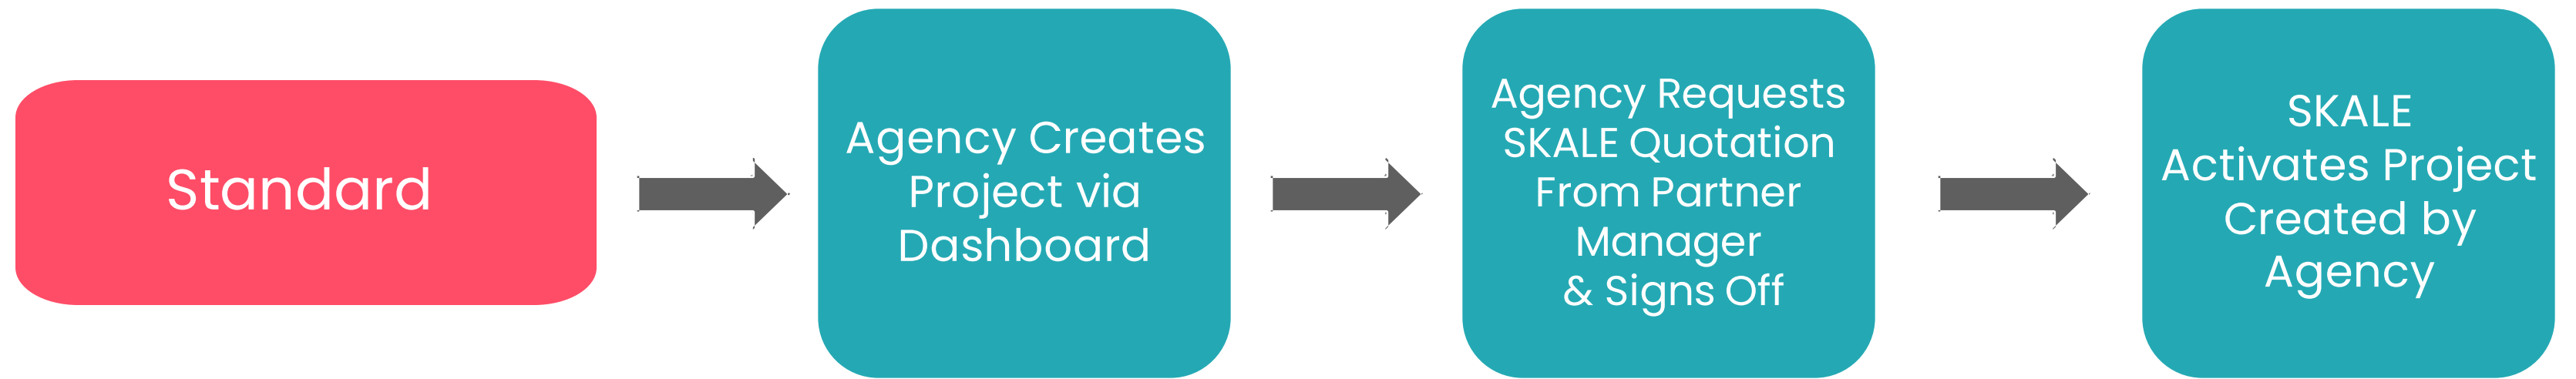 Standard
Agency Creates
Project via
Dashboard
Agency Requests
SKALE Quotation
From Partner
Manager
& Signs Off
SKALE
Activates Project
Created by
Agency